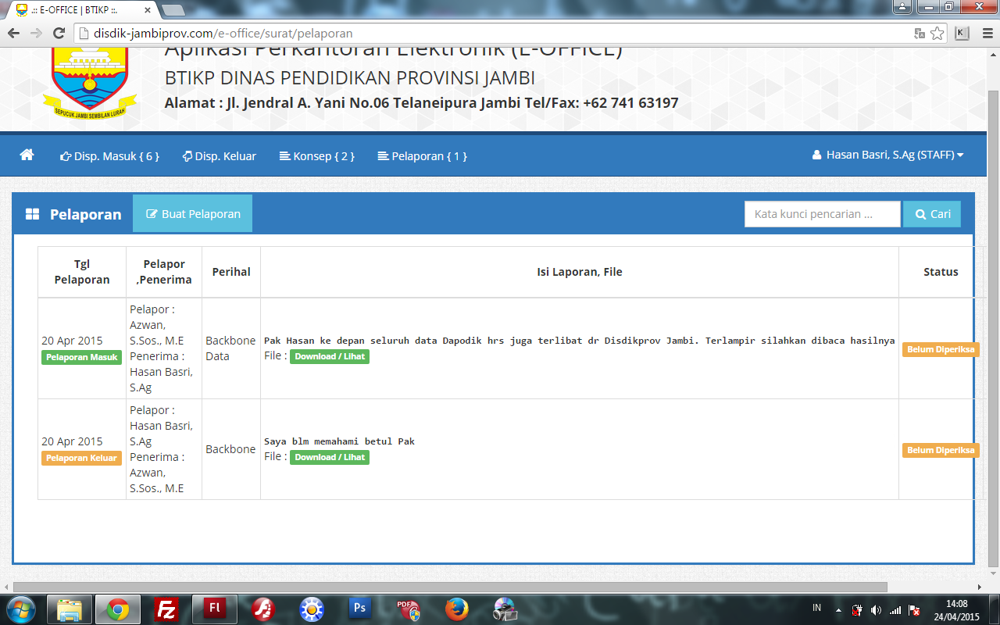 .:: E-OFFICE | BTIKP ::.
disdik-jambiprov.com/e-office/surat/pelaporan
K
Aplikasi Perkantoran Elektronik (E-OFFICE)
BTIKP DINAS PENDIDIKAN PROVINSI JAMBI
Alamat : Jl. Jendral A. Yani No.06 Telaneipura Jambi Tel/Fax: +62 741 63197
SEPUCUK JAMBI SEMBILAN LURAH
Disp. Masuk { 6 }
Disp. Keluar
Konsep { 2 }
Pelaporan { 1 }
Hasan Basri, S.Ag (STAFF)
Pelaporan
Buat Pelaporan
Kata kunci pencarian ...
Cari
Tgl
Pelaporan
Pelapor
,Penerima
Perihal
Isi Laporan, File
Status
20 Apr 2015
Pelaporan Masuk
Pelapor :
Azwan,
S.Sos., M.E
Penerima :
Hasan Basri,
S.Ag
Backbone
Data
Pak Hasan ke depan seluruh data Dapodik hrs juga terlibat dr Disdikprov Jambi. Terlampir silahkan dibaca hasilnya
File : Download / Lihat
Belum Diperiksa
20 Apr 2015
Pelaporan Keluar
Pelapor :
Hasan Basri,
S.Ag
Penerima :
Azwan,
S.Sos., M.E
Backbone
Saya blm memahami betul Pak
File : Download / Lihat
Belum Diperiksa
Fz
Fl
Ps
PDF
IN
14:08
24/04/2015